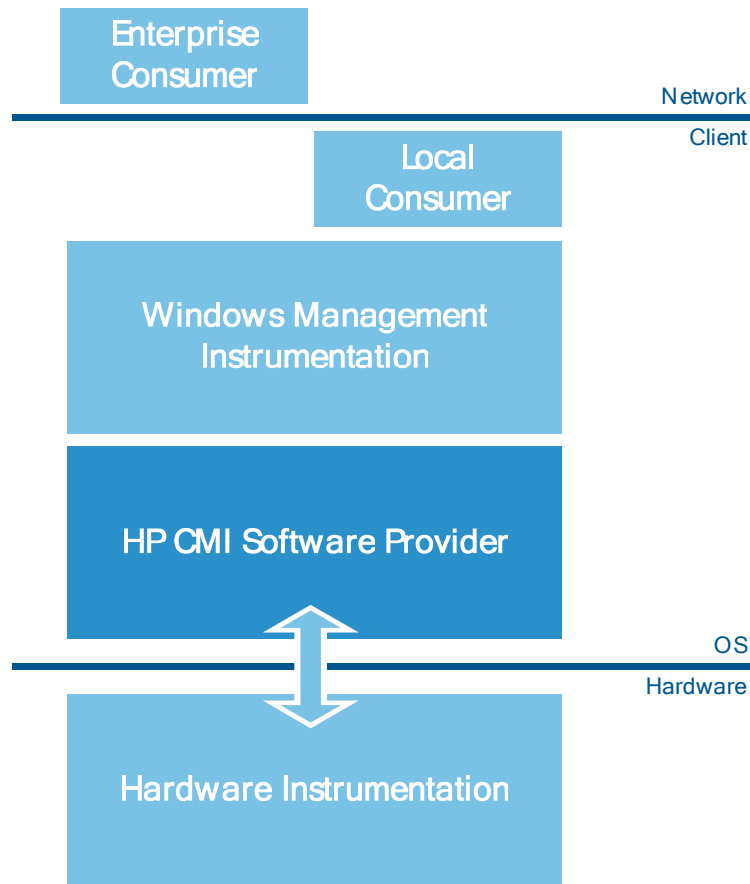 Enterprise
Consumer
Network
Client
Local
Consumer
Windows Management
Instrumentation
HP CMI Software Provider
OS
Hardware
Hardware Instrumentation